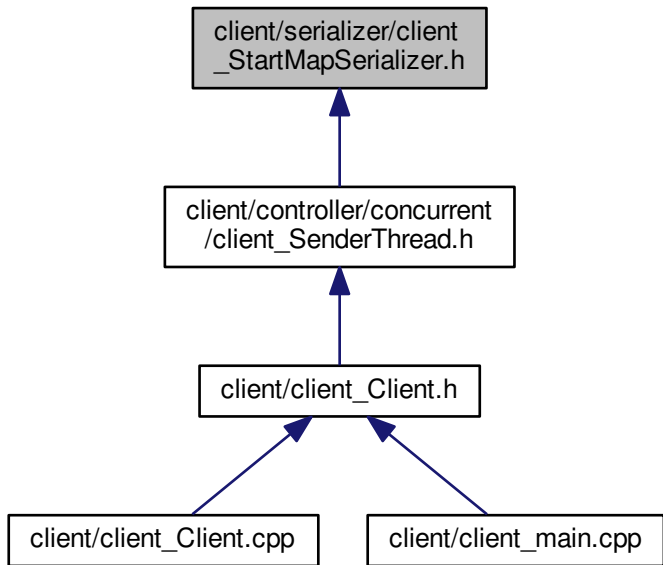 client/serializer/client
_StartMapSerializer.h
client/controller/concurrent
/client_SenderThread.h
client/client_Client.h
client/client_Client.cpp
client/client_main.cpp